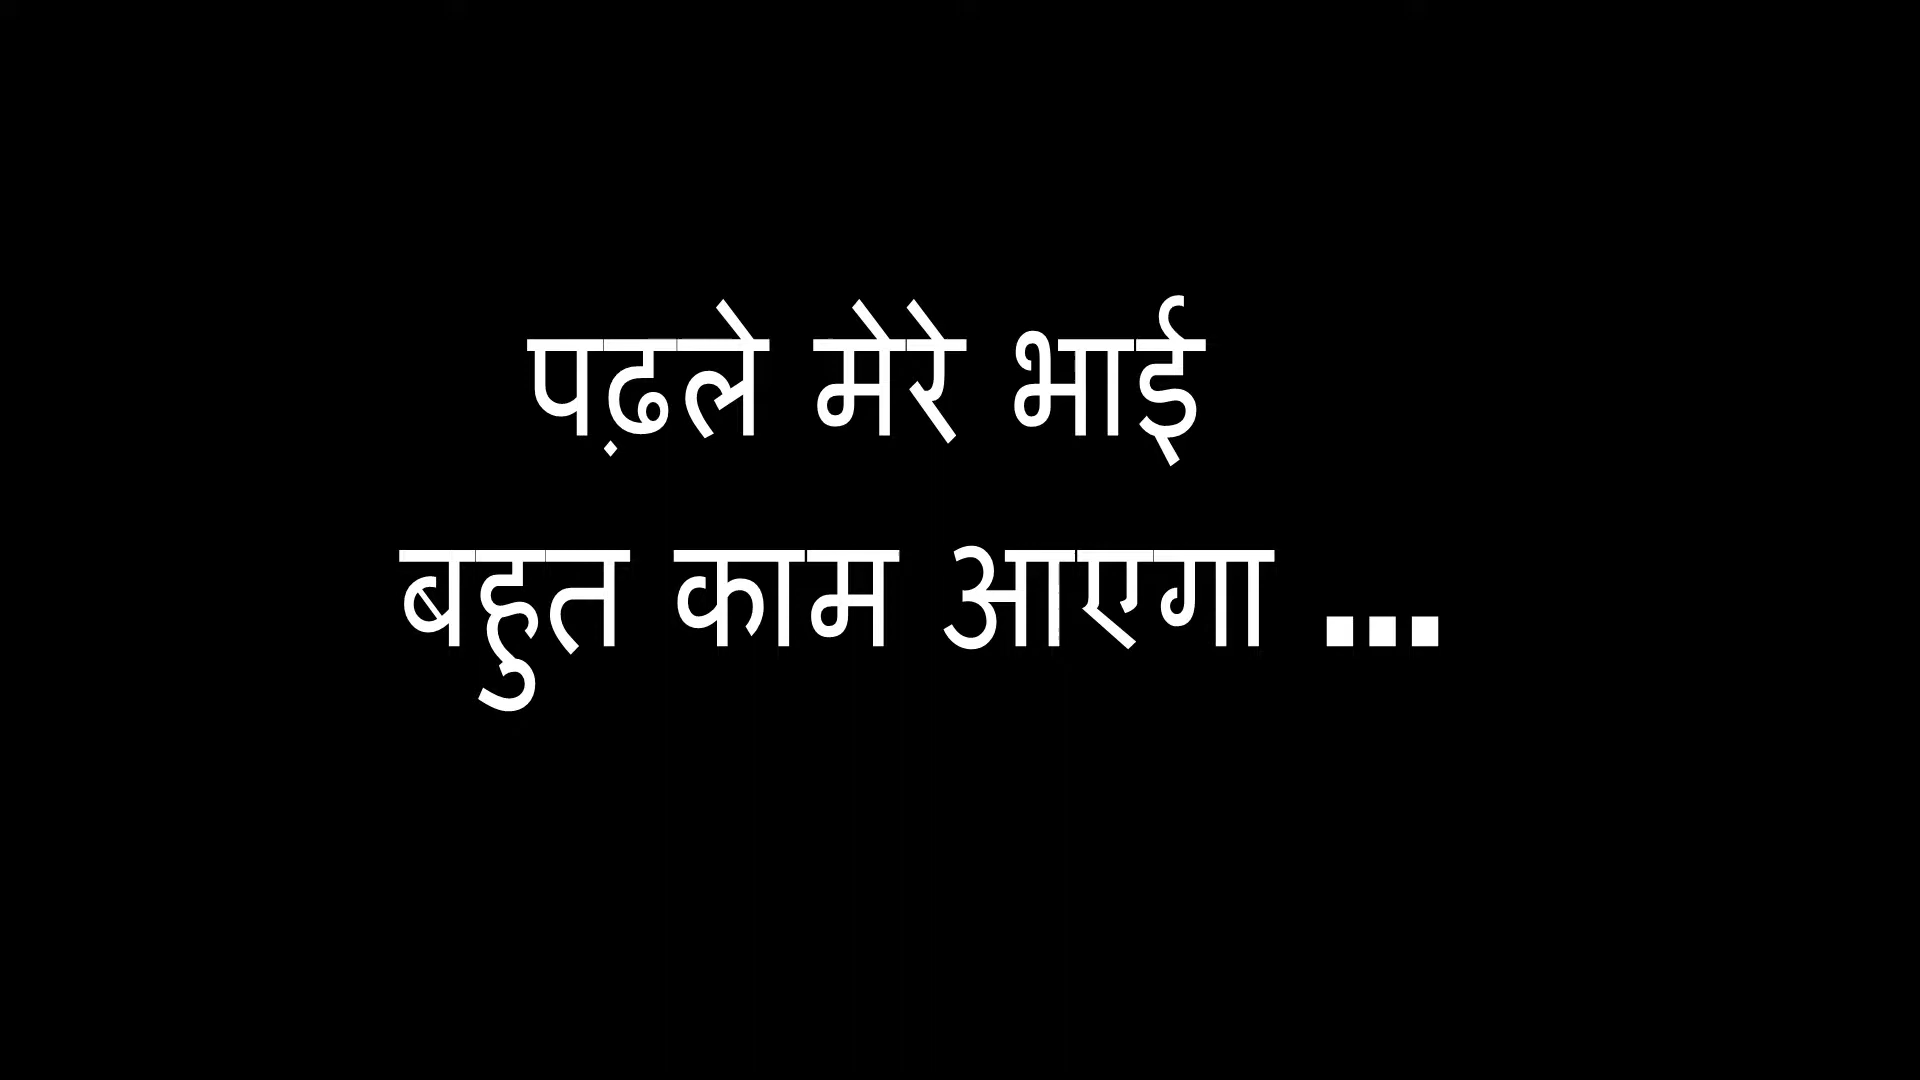 पढ़ले मेरे भाई
बहुत काम आएगा ...